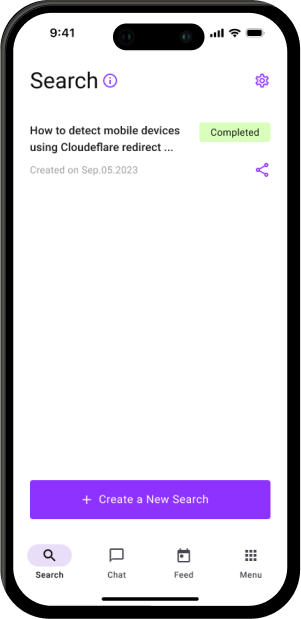 9:41
Search
How to detect mobile devices
Completed
using Cloudeflare redirect ...
Created on Sep.05.2023
+ Create a New Search
Search
Chat
Feed
Menu